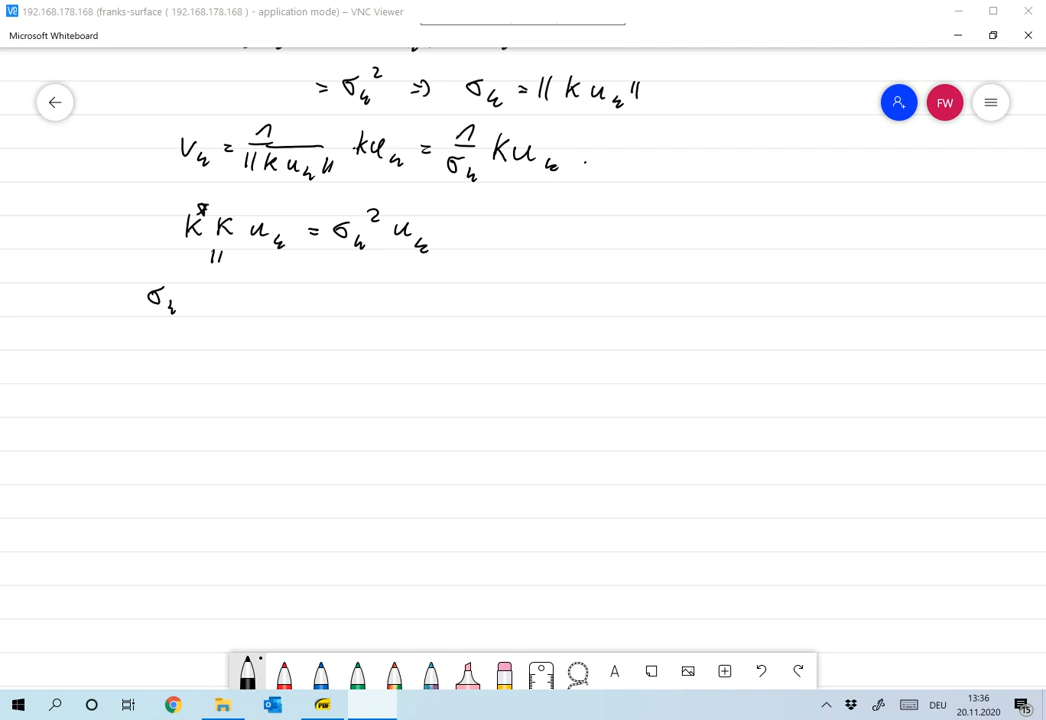 192.168.178.168 (franks-surface ( 192.168.178.168 ) - application mode) – VNC Viewer
Microsoft Whiteboard
= σ_k² ⇒ σ_k = ‖K u_k‖
FW
v_k = 1/‖K u_k‖ K u_k = 1/σ_k K u_k .
K* K u_k = σ_k² u_k
॥
σ_k
A
DEU
13:36
20.11.2020
15